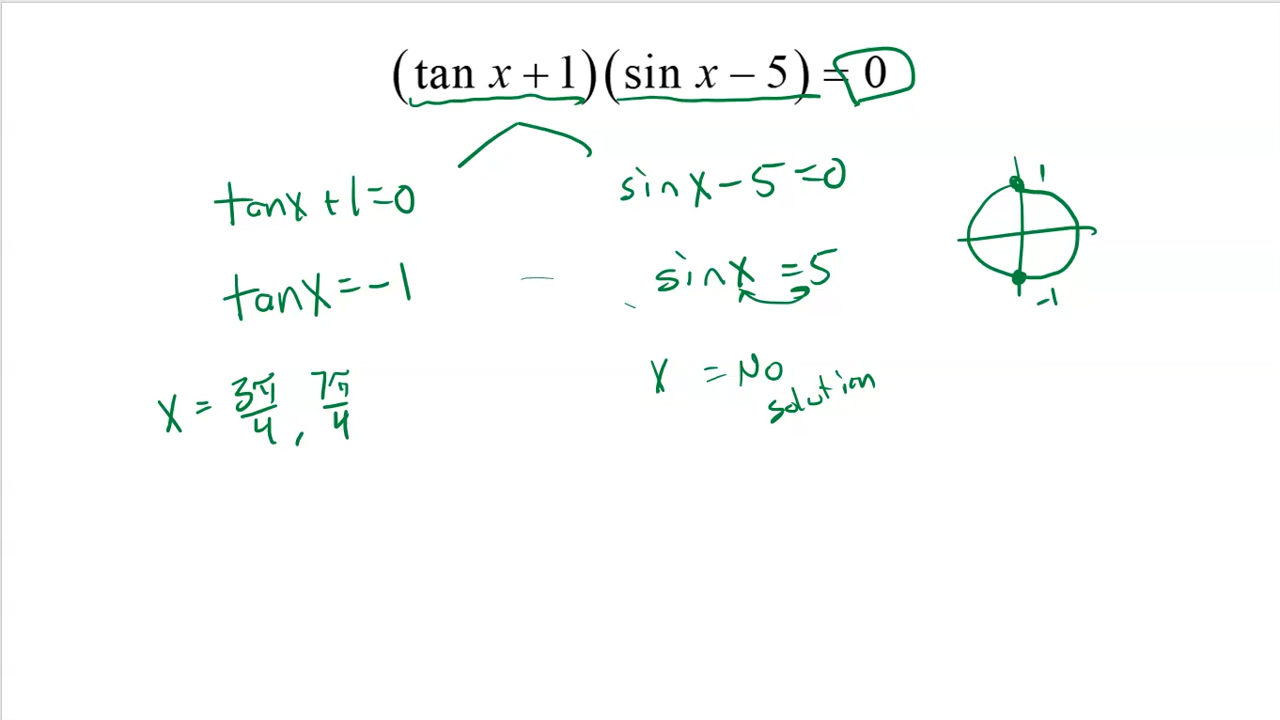 (tan x + 1)(sin x − 5) = 0
tanx + 1 = 0
sinx − 5 = 0
1
tanx = −1
sinx = 5
−1
x = 3π/4, 7π/4
x = No solution